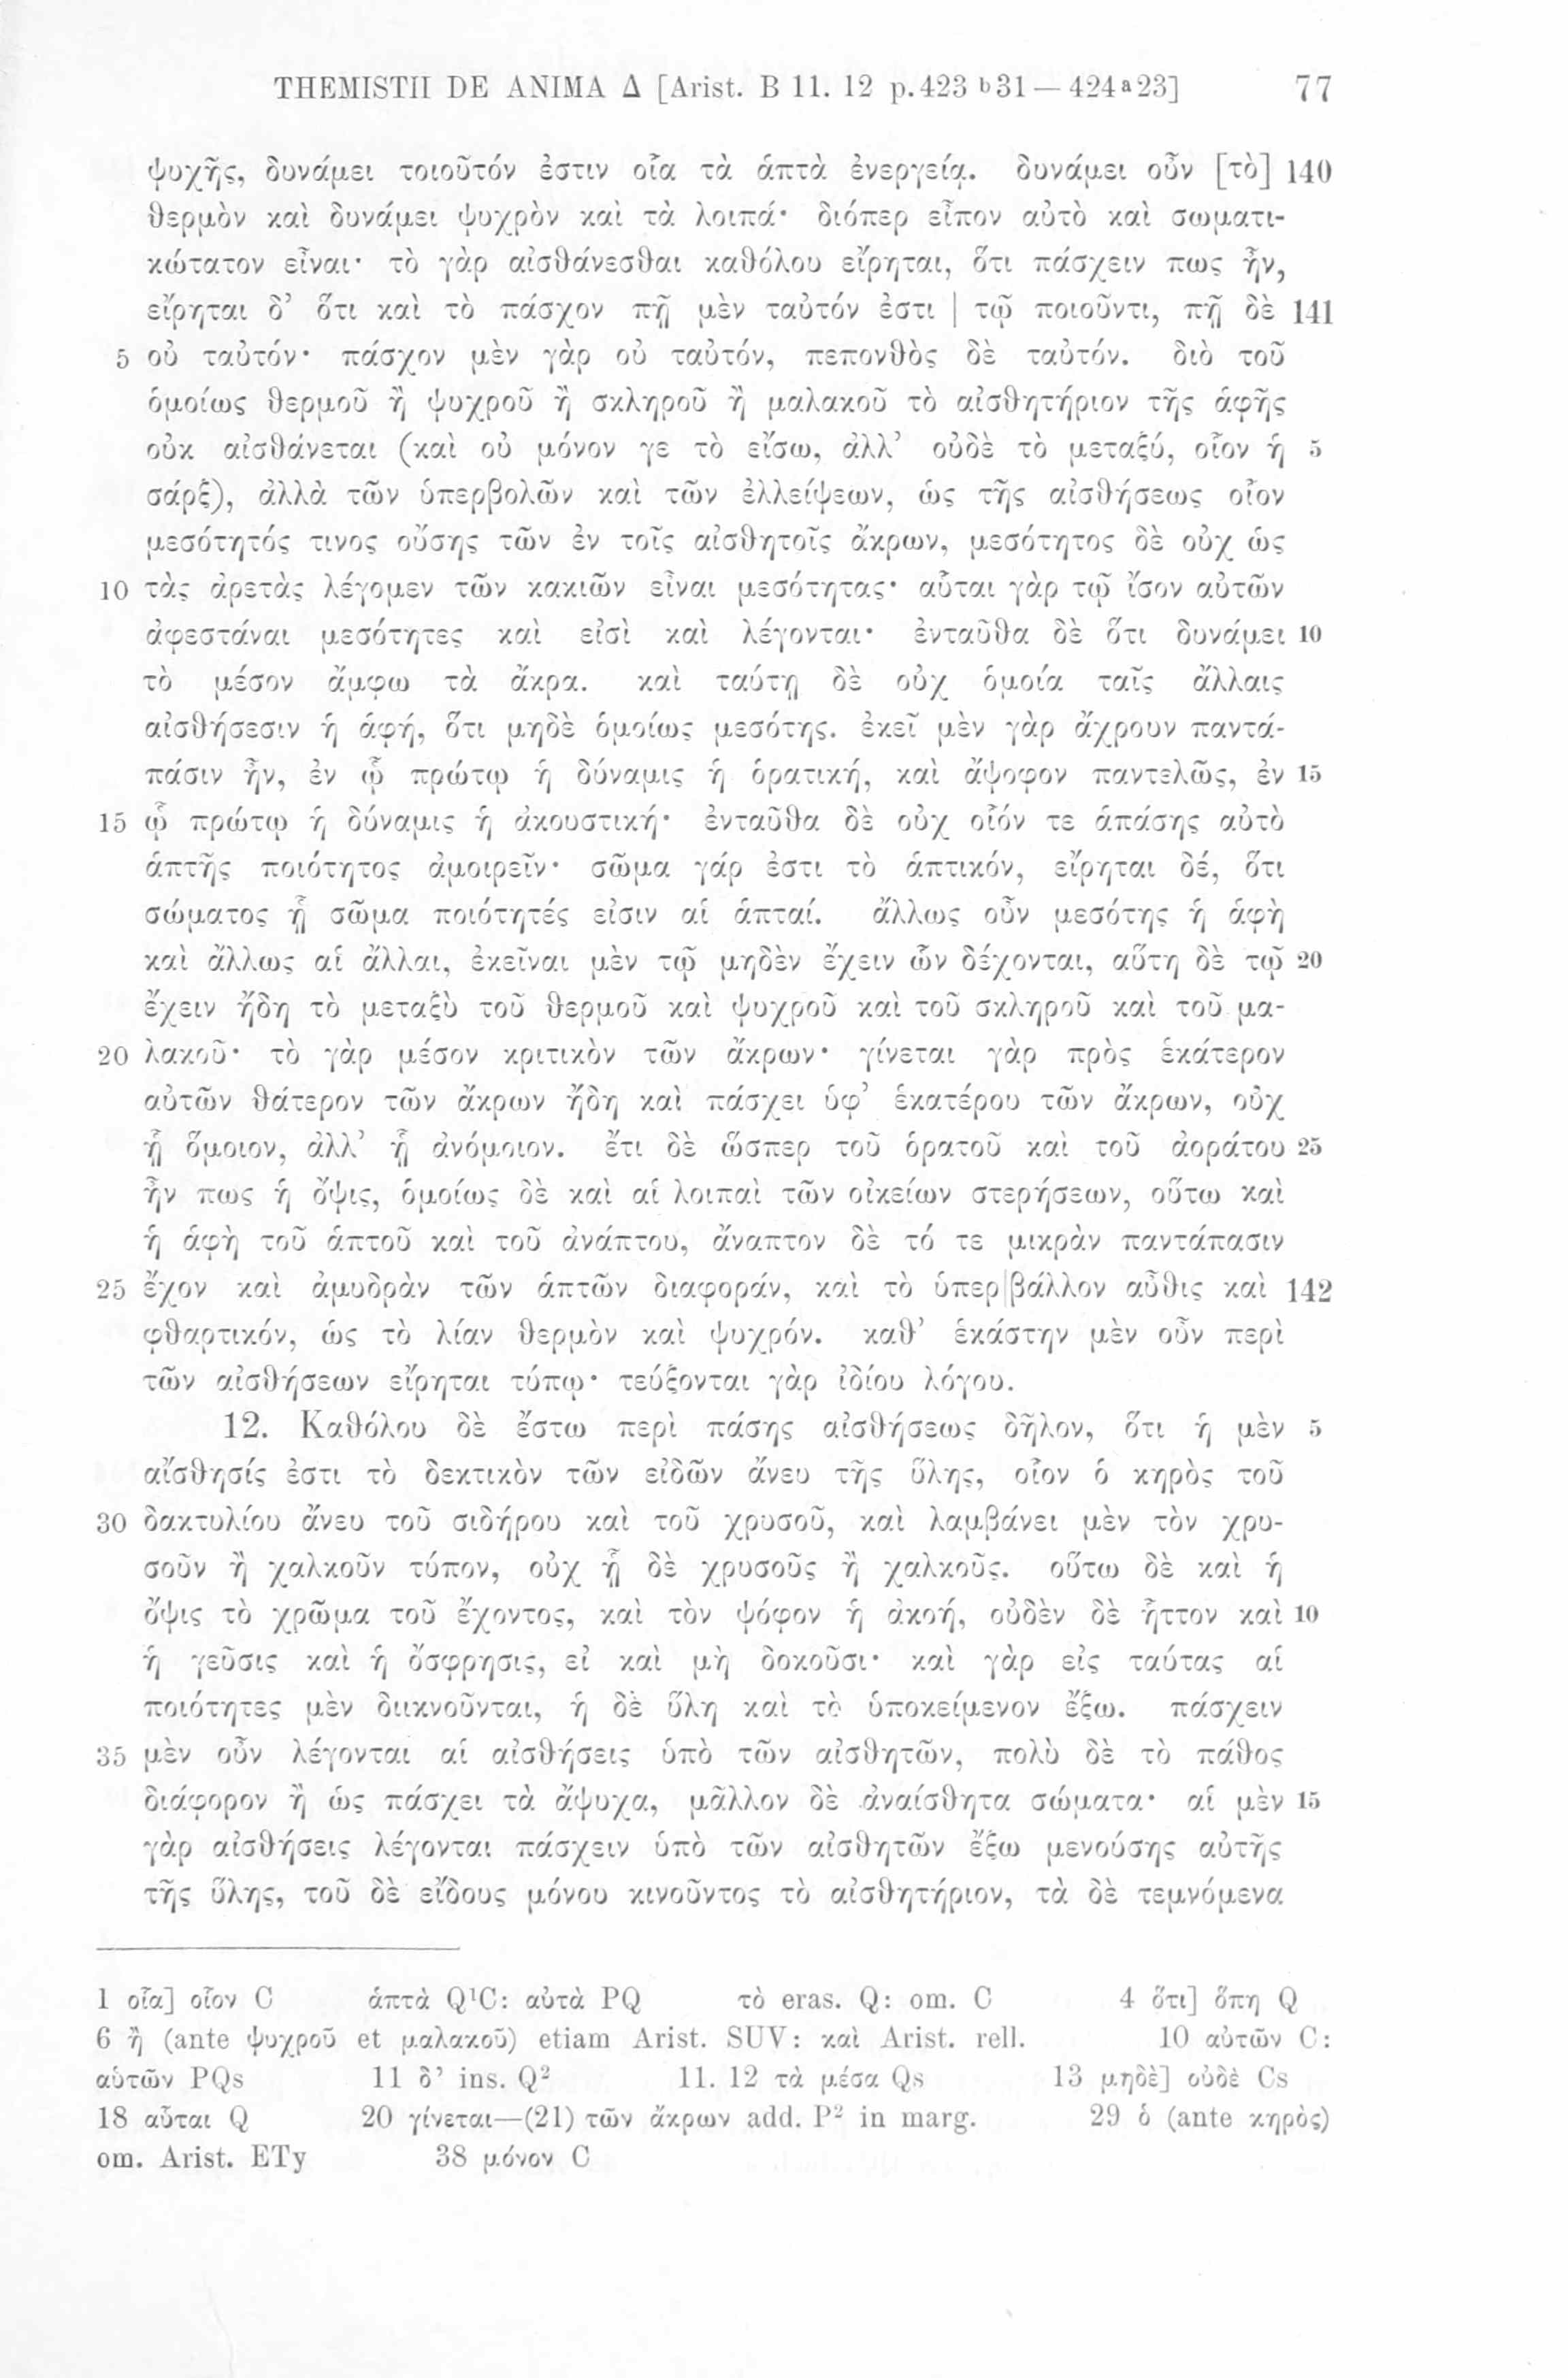 THEMISTII DE ANIMA Δ [Arist. B 11. 12 p. 423 b 31 — 424 a 23] 77
ψυχῆς, δυνάμει τοιοῦτόν ἐστιν οἷα τὰ ἁπτὰ ἐνεργείᾳ. δυνάμει οὖν [τὸ] 140
θερμὸν καὶ δυνάμει ψυχρὸν καὶ τὰ λοιπά· διόπερ εἶπον αὐτὸ καὶ σωματι-
κώτατον εἶναι· τὸ γὰρ αἰσθάνεσθαι καθόλου εἴρηται, ὅτι πάσχειν πως ἦν,
εἴρηται δ’ ὅτι καὶ τὸ πάσχον πῇ μὲν ταὐτόν ἐστι | τῷ ποιοῦντι, πῇ δὲ 141
5 οὐ ταὐτόν· πάσχον μὲν γὰρ οὐ ταὐτόν, πεπονθὸς δὲ ταὐτόν. διὸ τοῦ
ὁμοίως θερμοῦ ἢ ψυχροῦ ἢ σκληροῦ ἢ μαλακοῦ τὸ αἰσθητήριον τῆς ἁφῆς
οὐκ αἰσθάνεται (καὶ οὐ μόνον γε τὸ εἴσω, ἀλλ’ οὐδὲ τὸ μεταξύ, οἷον ἡ 5
σάρξ), ἀλλὰ τῶν ὑπερβολῶν καὶ τῶν ἐλλείψεων, ὡς τῆς αἰσθήσεως οἷον
μεσότητός τινος οὔσης τῶν ἐν τοῖς αἰσθητοῖς ἄκρων, μεσότητος δὲ οὐχ ὡς
10 τὰς ἀρετὰς λέγομεν τῶν κακιῶν εἶναι μεσότητας· αὗται γὰρ τῷ ἴσον αὐτῶν
ἀφεστάναι μεσότητες καὶ εἰσὶ καὶ λέγονται· ἐνταῦθα δὲ ὅτι δυνάμει 10
τὸ μέσον ἄμφω τὰ ἄκρα. καὶ ταύτῃ δὲ οὐχ ὁμοία ταῖς ἄλλαις
αἰσθήσεσιν ἡ ἁφή, ὅτι μηδὲ ὁμοίως μεσότης. ἐκεῖ μὲν γὰρ ἄχρουν παντά-
πάσιν ἦν, ἐν ᾧ πρώτῳ ἡ δύναμις ἡ ὁρατική, καὶ ἄψοφον παντελῶς, ἐν 15
15 ᾧ πρώτῳ ἡ δύναμις ἡ ἀκουστική· ἐνταῦθα δὲ οὐχ οἷόν τε ἁπάσης αὐτὸ
ἁπτῆς ποιότητος ἀμοιρεῖν· σῶμα γάρ ἐστι τὸ ἁπτικόν, εἴρηται δέ, ὅτι
σώματος ᾗ σῶμα ποιότητές εἰσιν αἱ ἁπταί. ἄλλως οὖν μεσότης ἡ ἁφὴ
καὶ ἄλλως αἱ ἄλλαι, ἐκεῖναι μὲν τῷ μηδὲν ἔχειν ὧν δέχονται, αὕτη δὲ τῷ 20
ἔχειν ἤδη τὸ μεταξὺ τοῦ θερμοῦ καὶ ψυχροῦ καὶ τοῦ σκληροῦ καὶ τοῦ μα-
20 λακοῦ· τὸ γὰρ μέσον κριτικὸν τῶν ἄκρων· γίνεται γὰρ πρὸς ἑκάτερον
αὐτῶν θάτερον τῶν ἄκρων ἤδη καὶ πάσχει ὑφ’ ἑκατέρου τῶν ἄκρων, οὐχ
ᾗ ὅμοιον, ἀλλ’ ᾗ ἀνόμοιον. ἔτι δὲ ὥσπερ τοῦ ὁρατοῦ καὶ τοῦ ἀοράτου 25
ἦν πως ἡ ὄψις, ὁμοίως δὲ καὶ αἱ λοιπαὶ τῶν οἰκείων στερήσεων, οὕτω καὶ
ἡ ἁφὴ τοῦ ἁπτοῦ καὶ τοῦ ἀνάπτου, ἄναπτον δὲ τό τε μικρὰν παντάπασιν
25 ἔχον καὶ ἀμυδρὰν τῶν ἁπτῶν διαφοράν, καὶ τὸ ὑπερ|βάλλον αὖθις καὶ 142
φθαρτικόν, ὡς τὸ λίαν θερμὸν καὶ ψυχρόν. καθ’ ἑκάστην μὲν οὖν περὶ
τῶν αἰσθήσεων εἴρηται τύπῳ· τεύξονται γὰρ ἰδίου λόγου.
12. Καθόλου δὲ ἔστω περὶ πάσης αἰσθήσεως δῆλον, ὅτι ἡ μὲν 5
αἴσθησίς ἐστι τὸ δεκτικὸν τῶν εἰδῶν ἄνευ τῆς ὕλης, οἷον ὁ κηρὸς τοῦ
30 δακτυλίου ἄνευ τοῦ σιδήρου καὶ τοῦ χρυσοῦ, καὶ λαμβάνει μὲν τὸν χρυ-
σοῦν ἢ χαλκοῦν τύπον, οὐχ ᾗ δὲ χρυσοῦς ἢ χαλκοῦς. οὕτω δὲ καὶ ἡ
ὄψις τὸ χρῶμα τοῦ ἔχοντος, καὶ τὸν ψόφον ἡ ἀκοή, οὐδὲν δὲ ἧττον καὶ 10
ἡ γεῦσις καὶ ἡ ὄσφρησις, εἰ καὶ μὴ δοκοῦσι· καὶ γὰρ εἰς ταύτας αἱ
ποιότητες μὲν διικνοῦνται, ἡ δὲ ὕλη καὶ τὸ ὑποκείμενον ἔξω. πάσχειν
35 μὲν οὖν λέγονται αἱ αἰσθήσεις ὑπὸ τῶν αἰσθητῶν, πολὺ δὲ τὸ πάθος
διάφορον ἢ ὡς πάσχει τὰ ἄψυχα, μᾶλλον δὲ ἀναίσθητα σώματα· αἱ μὲν 15
γὰρ αἰσθήσεις λέγονται πάσχειν ὑπὸ τῶν αἰσθητῶν ἔξω μενούσης αὐτῆς
τῆς ὕλης, τοῦ δὲ εἴδους μόνου κινοῦντος τὸ αἰσθητήριον, τὰ δὲ τεμνόμενα
1 οἷα] οἷον C ἁπτὰ Q¹C: αὐτὰ PQ τὸ eras. Q: om. C 4 ὅτι] ὅπη Q
6 ἢ (ante ψυχροῦ et μαλακοῦ) etiam Arist. SUV: καὶ Arist. rell. 10 αὐτῶν C:
αὑτῶν PQs 11 δ’ ins. Q² 11. 12 τὰ μέσα Qs 13 μηδὲ] οὐδὲ Cs
18 αὗται Q 20 γίνεται—(21) τῶν ἄκρων add. P² in marg. 29 ὁ (ante κηρὸς)
om. Arist. ETy 38 μόνον C